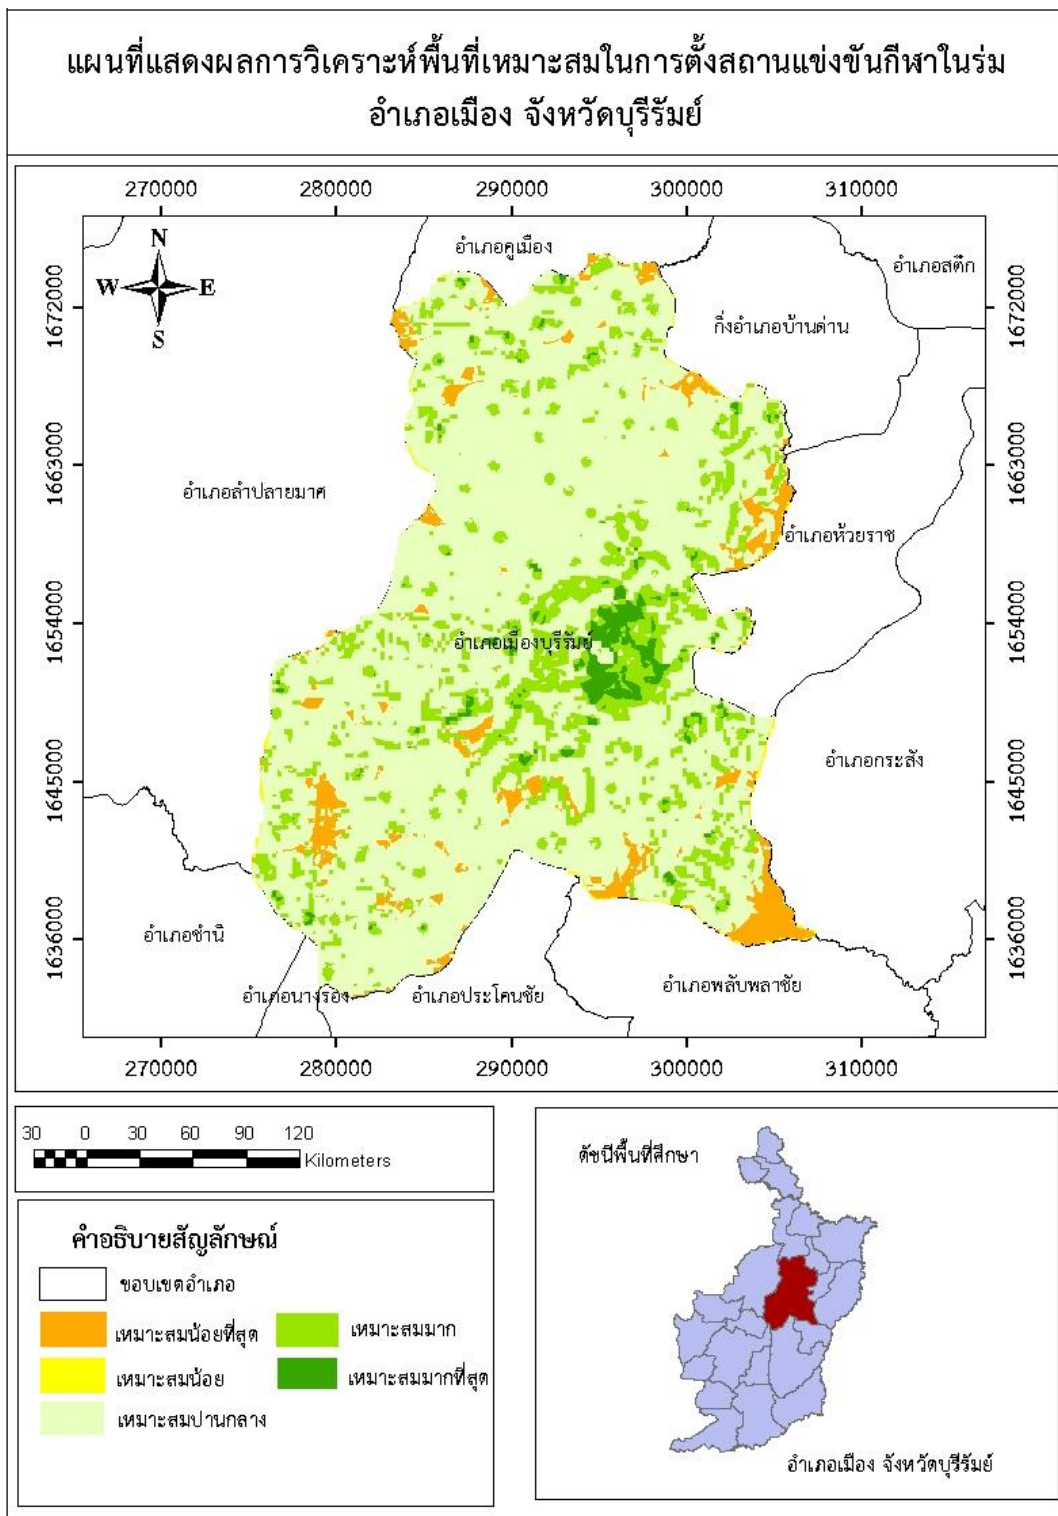 แผนที่แสดงผลการวิเคราะห์พื้นที่เหมาะสมในการตั้งสถานแข่งขันกีฬาในร่ม
อำเภอเมือง จังหวัดบุรีรัมย์
270000 280000 290000 300000 310000
N
W E
S
อำเภอคูเมือง
อำเภอสตึก
กิ่งอำเภอบ้านด่าน
1672000 1672000
1663000 1663000
อำเภอลำปลายมาศ
อำเภอห้วยราช
1654000 1654000
อำเภอเมืองบุรีรัมย์
อำเภอกระสัง
1645000 1645000
1636000 1636000
อำเภอชำนิ
อำเภอนางรอง
อำเภอประโคนชัย
อำเภอพลับพลาชัย
270000 280000 290000 300000 310000
30 0 30 60 90 120
Kilometers
คำอธิบายสัญลักษณ์
ขอบเขตอำเภอ
เหมาะสมน้อยที่สุด
เหมาะสมมาก
เหมาะสมน้อย
เหมาะสมมากที่สุด
เหมาะสมปานกลาง
ดัชนีพื้นที่ศึกษา
อำเภอเมือง จังหวัดบุรีรัมย์